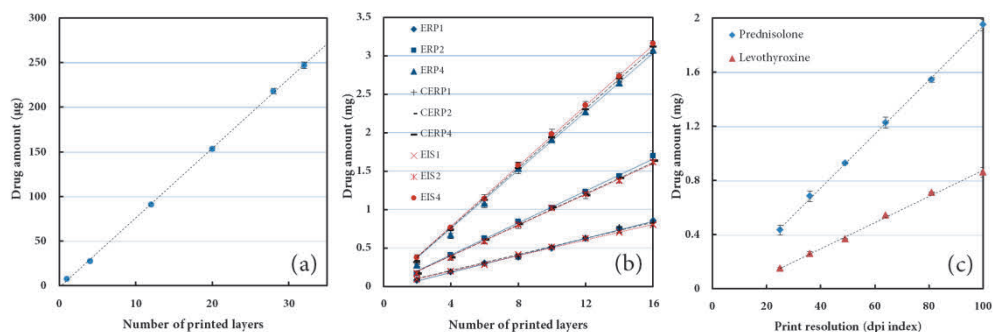 300
250
200
150
100
50
0
0
10
20
30
Drug amount (µg)
Number of printed layers
(a)
3.5
3
2.5
2
1.5
1
0.5
0
0
2
4
6
8
10
12
14
16
Drug amount (mg)
Number of printed layers
ERP1
ERP2
ERP4
CERP1
CERP2
CERP4
EIS1
EIS2
EIS4
(b)
2
1.6
1.2
0.8
0.4
0
0
20
40
60
80
100
Drug amount (mg)
Print resolution (dpi index)
Prednisolone
Levothyroxine
(c)